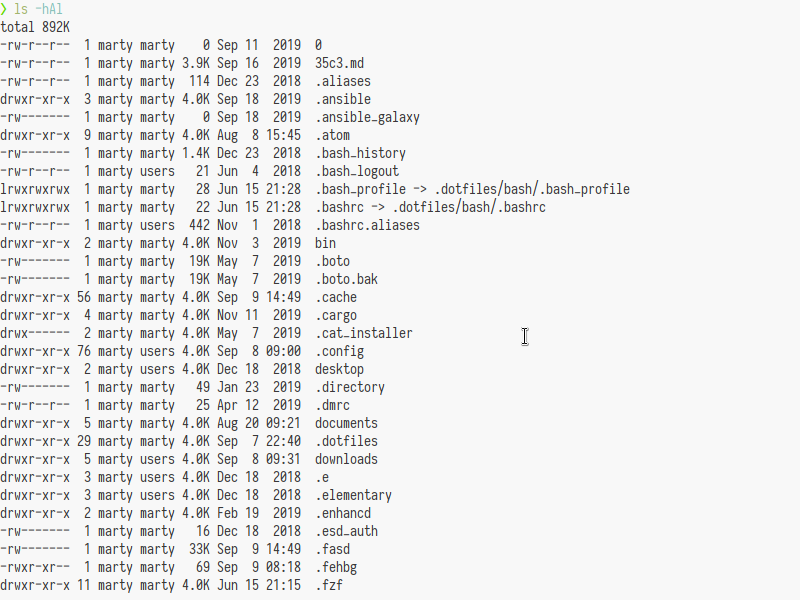 ❯ ls -hAl
total 892K
-rw-r--r--  1 marty marty    0 Sep 11  2019  0
-rw-r--r--  1 marty marty 3.9K Sep 16  2019  35c3.md
-rw-r--r--  1 marty marty  114 Dec 23  2018  .aliases
drwxr-xr-x  3 marty marty 4.0K Sep 18  2019  .ansible
-rw-------  1 marty marty    0 Sep 18  2019  .ansible_galaxy
drwxr-xr-x  9 marty marty 4.0K Aug  8 15:45  .atom
-rw-------  1 marty marty 1.4K Dec 23  2018  .bash_history
-rw-r--r--  1 marty users   21 Jun  4  2018  .bash_logout
lrwxrwxrwx  1 marty marty   28 Jun 15 21:28  .bash_profile -> .dotfiles/bash/.bash_profile
lrwxrwxrwx  1 marty marty   22 Jun 15 21:28  .bashrc -> .dotfiles/bash/.bashrc
-rw-r--r--  1 marty users  442 Nov  1  2018  .bashrc.aliases
drwxr-xr-x  2 marty marty 4.0K Nov  3  2019  bin
-rw-------  1 marty marty  19K May  7  2019  .boto
-rw-------  1 marty marty  19K May  7  2019  .boto.bak
drwxr-xr-x 56 marty marty 4.0K Sep  9 14:49  .cache
drwxr-xr-x  4 marty marty 4.0K Nov 11  2019  .cargo
drwx------  2 marty marty 4.0K May  7  2019  .cat_installer
drwxr-xr-x 76 marty users 4.0K Sep  8 09:00  .config
drwxr-xr-x  2 marty users 4.0K Dec 18  2018  desktop
-rw-------  1 marty marty   49 Jan 23  2019  .directory
-rw-r--r--  1 marty marty   25 Apr 12  2019  .dmrc
drwxr-xr-x  5 marty marty 4.0K Aug 20 09:21  documents
drwxr-xr-x 29 marty marty 4.0K Sep  7 22:40  .dotfiles
drwxr-xr-x  5 marty users 4.0K Sep  8 09:31  downloads
drwxr-xr-x  3 marty users 4.0K Dec 18  2018  .e
drwxr-xr-x  3 marty users 4.0K Dec 18  2018  .elementary
drwxr-xr-x  2 marty marty 4.0K Feb 19  2019  .enhancd
-rw-------  1 marty marty   16 Dec 18  2018  .esd_auth
-rw-------  1 marty marty  33K Sep  9 14:49  .fasd
-rwxr-xr--  1 marty marty   69 Sep  9 08:18  .fehbg
drwxr-xr-x 11 marty marty 4.0K Jun 15 21:15  .fzf